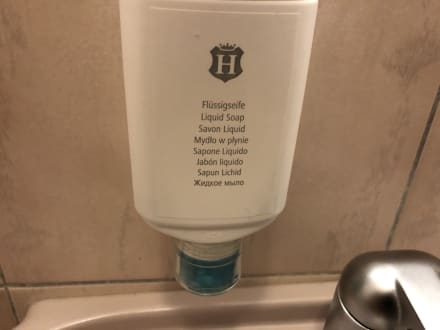 H
Flüssigseife
Liquid Soap
Savon Liquid
Mydło w płynie
Sapone Liquido
Jabón líquido
Sapun Lichid
Жидкое мыло